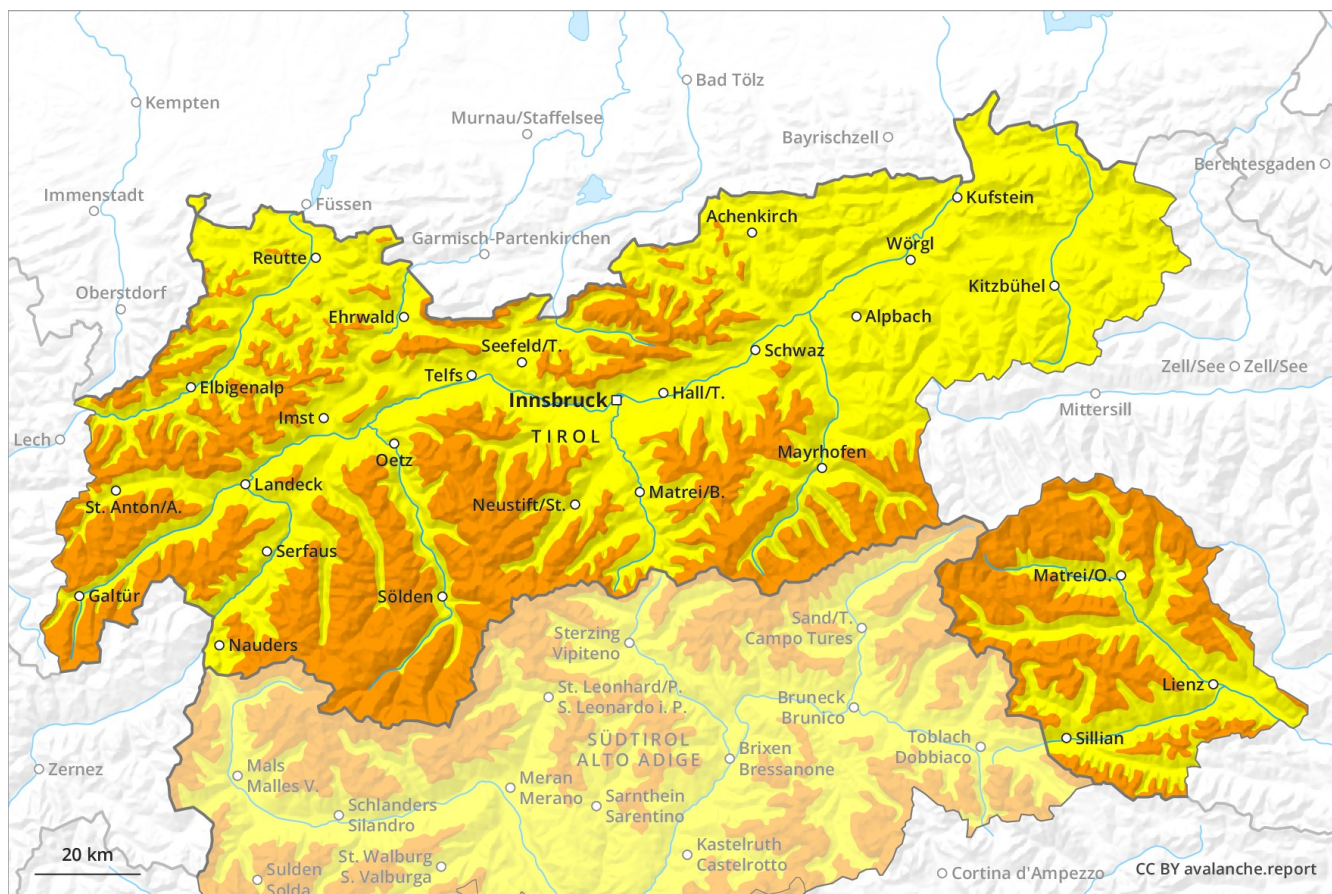 Kempten
Bad Tölz
Murnau/Staffelsee
Bayrischzell
Berchtesgaden
Immenstadt
Füssen
Kufstein
Achenkirch
Garmisch-Partenkirchen
Wörgl
Reutte
Oberstdorf
Kitzbühel
Ehrwald
Alpbach
Seefeld/T.
Schwaz
Zell/See
Zell/See
Telfs
Elbigenalp
Hall/T.
Innsbruck
Mittersill
Imst
TIROL
Lech
Mayrhofen
Oetz
Landeck
Matrei/B.
St. Anton/A.
Neustift/St.
Serfaus
Matrei/O.
Galtür
Sölden
Sand/T.
Campo Tures
Sterzing
Vipiteno
Nauders
Lienz
St. Leonhard/P.
S. Leonardo i. P.
Bruneck
Brunico
SÜDTIROL
ALTO ADIGE
Toblach
Dobbiaco
Sillian
Brixen
Bressanone
Zernez
Mals
Malles V.
Meran
Merano
Sarnthein
Sarentino
Schlanders
Silandro
Kastelruth
Castelrotto
20 km
St. Walburg
S. Valburga
Sulden
Solda
Cortina d'Ampezzo
CC BY avalanche.report